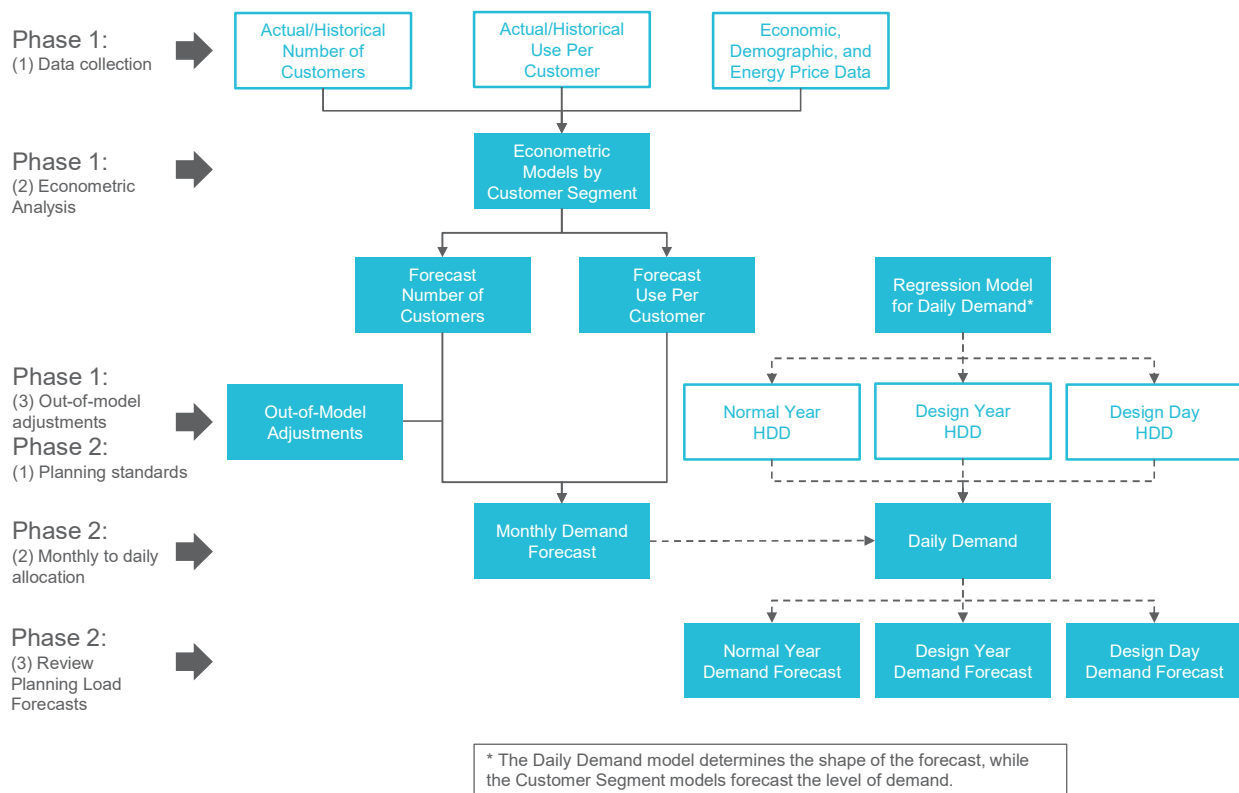 Phase 1:
(1) Data collection
Actual/Historical
Number of
Customers
Actual/Historical
Use Per
Customer
Economic,
Demographic, and
Energy Price Data
Phase 1:
(2) Econometric
Analysis
Econometric
Models by
Customer Segment
Forecast
Number of
Customers
Forecast
Use Per
Customer
Regression Model
for Daily Demand*
Phase 1:
(3) Out-of-model
adjustments
Phase 2:
(1) Planning standards
Out-of-Model
Adjustments
Normal Year
HDD
Design Year
HDD
Design Day
HDD
Phase 2:
(2) Monthly to daily
allocation
Monthly Demand
Forecast
Daily Demand
Phase 2:
(3) Review
Planning Load
Forecasts
Normal Year
Demand Forecast
Design Year
Demand Forecast
Design Day
Demand Forecast
* The Daily Demand model determines the shape of the forecast, while
the Customer Segment models forecast the level of demand.